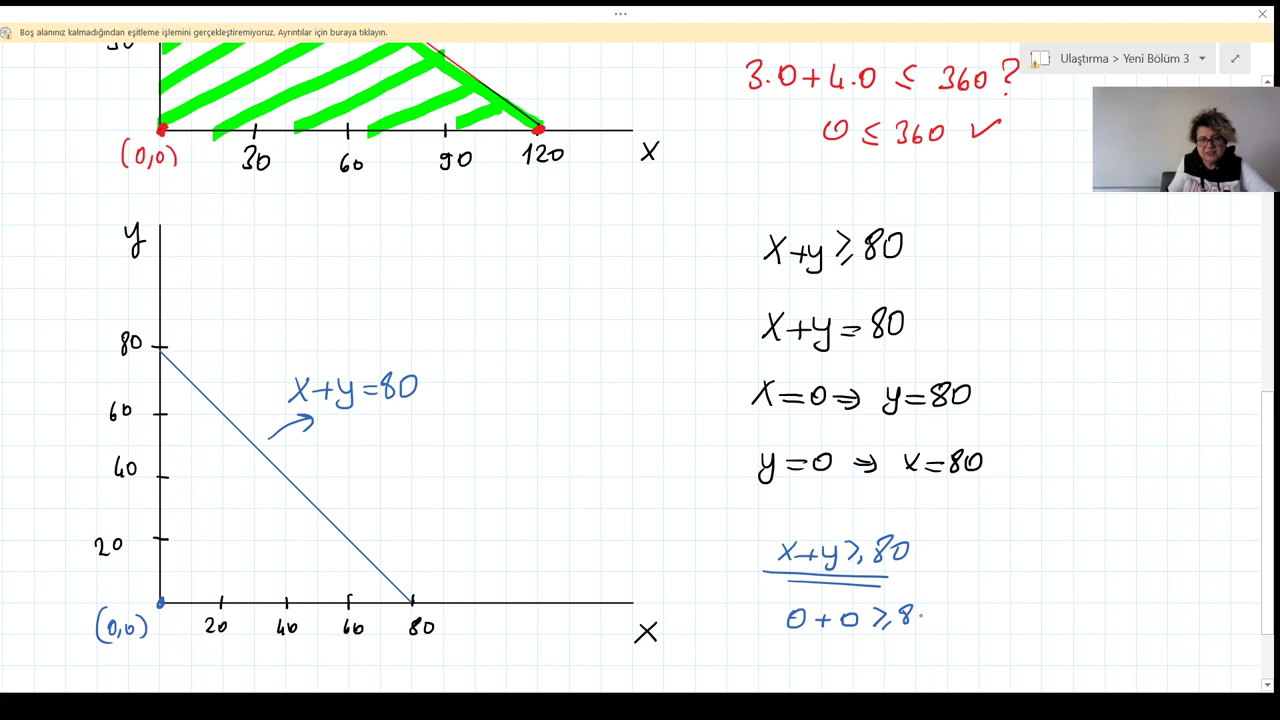 ...
Boş alanınız kalmadığından eşitleme işlemini gerçekleştiremiyoruz. Ayrıntılar için buraya tıklayın.
Ulaştırma > Yeni Bölüm 3
3.0+4.0 ≤ 360?
0 ≤ 360 ✓
(0,0) 30 60 90 120 X
y
80
60
40
20
(0,0) 20 40 60 80 X
x+y=80
X+y ≥ 80
X+y = 80
X=0 ⇒ y=80
y=0 ⇒ x=80
x+y ≥ 80
0+0 ≥ 8